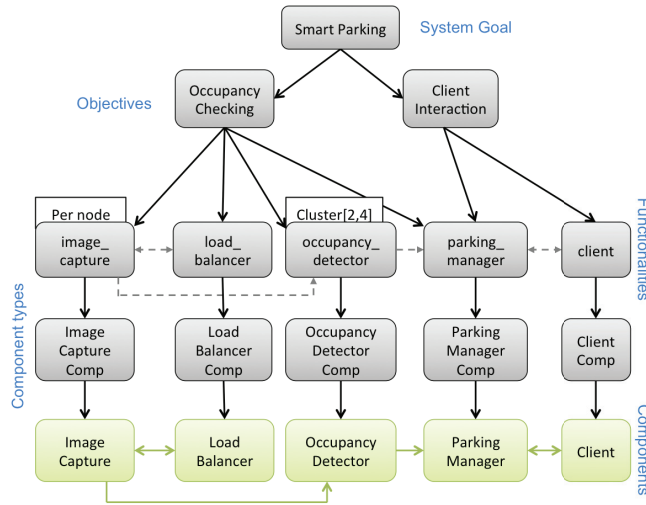 Smart Parking
System Goal
Objectives
Occupancy
Checking
Client
Interaction
Per node
Cluster[2,4]
image_
capture
load_
balancer
occupancy_
detector
parking_
manager
client
Functionalities
Component types
Image
Capture
Comp
Load
Balancer
Comp
Occupancy
Detector
Comp
Parking
Manager
Comp
Client
Comp
Image
Capture
Load
Balancer
Occupancy
Detector
Parking
Manager
Client
Components